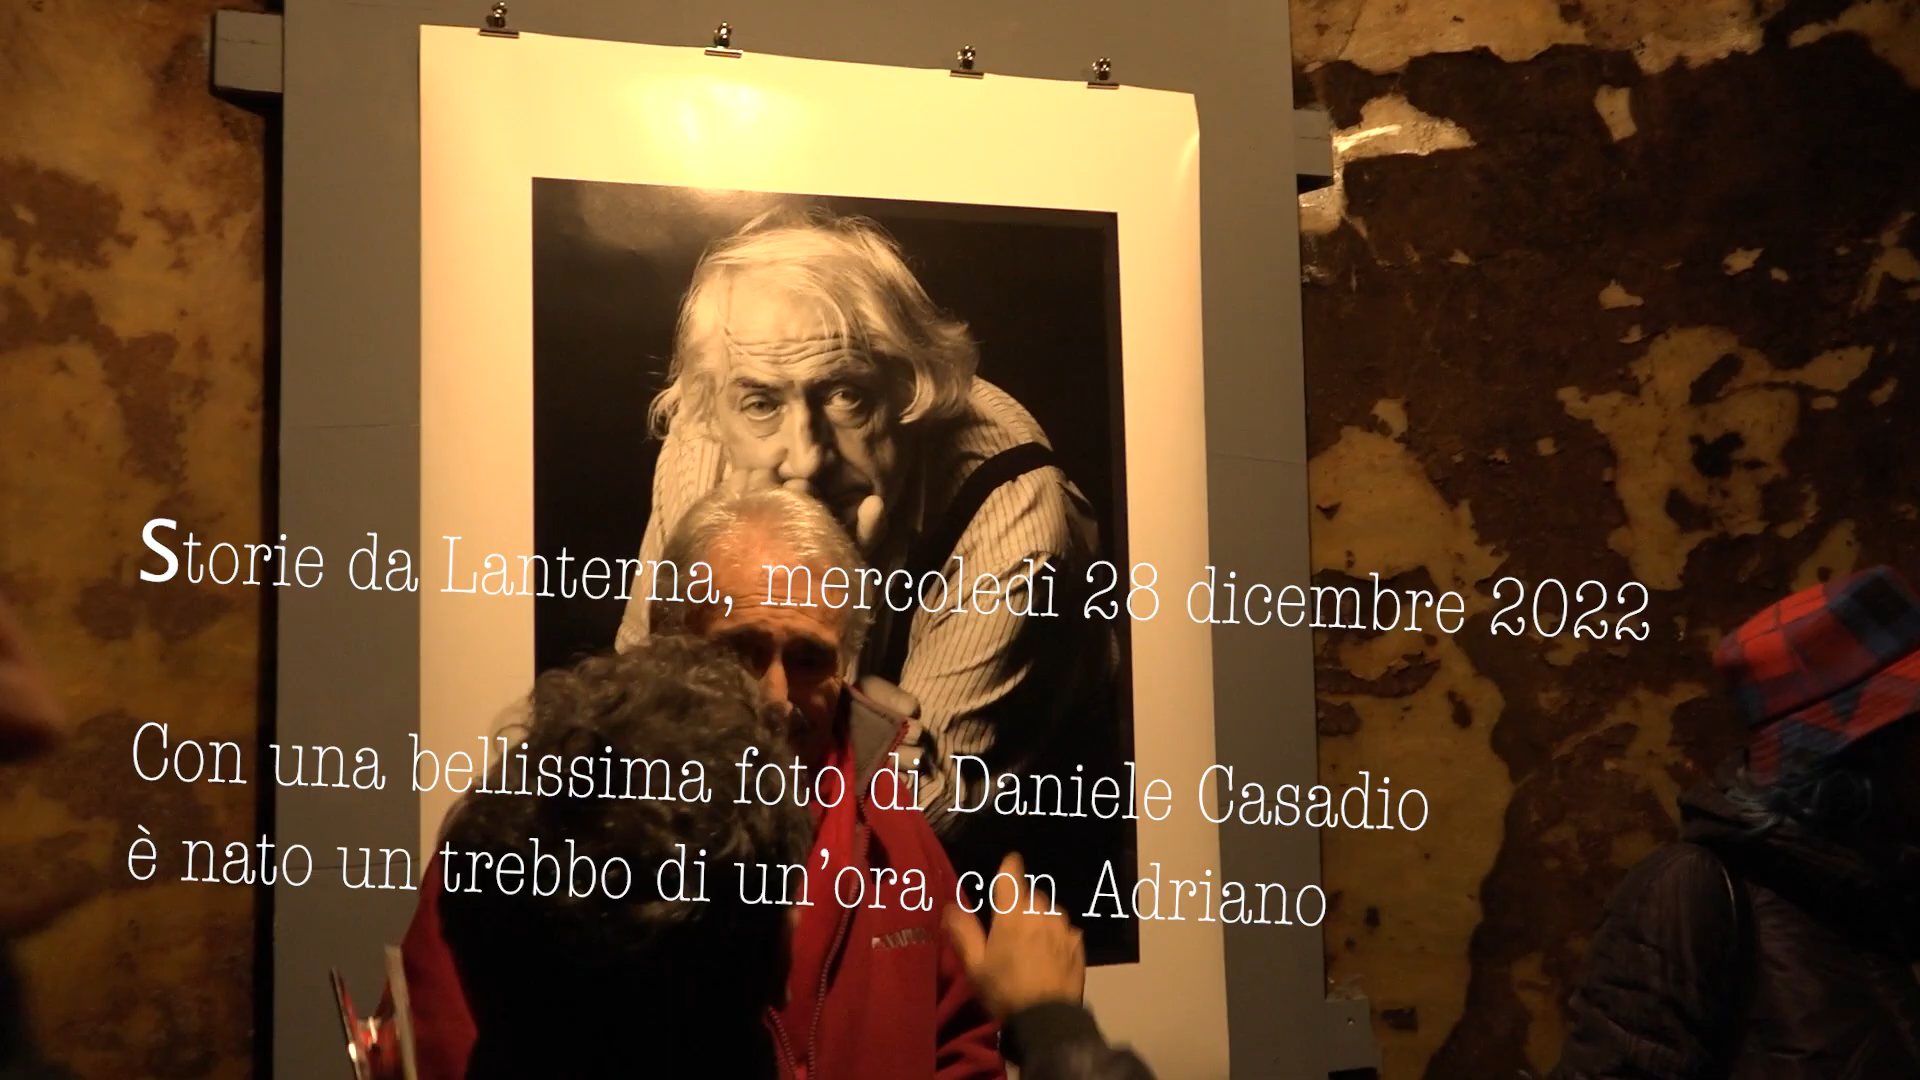 Storie da Lanterna, mercoledì 28 dicembre 2022
Con una bellissima foto di Daniele Casadio
è nato un trebbo di un’ora con Adriano